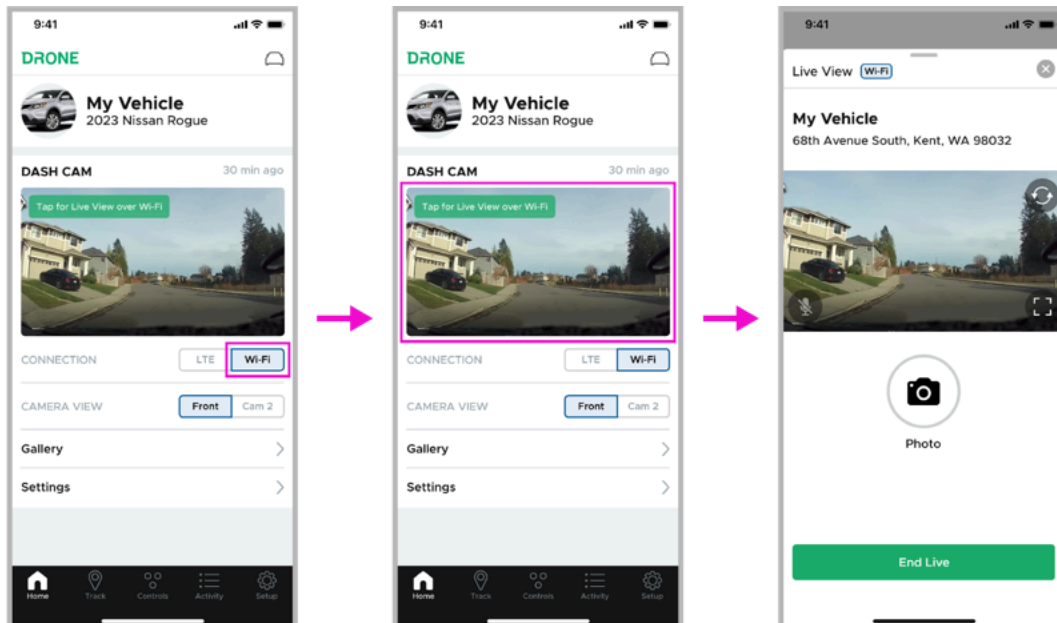 9:41
DRONE
My Vehicle
2023 Nissan Rogue
DASH CAM 30 min ago
Tap for Live View over Wi-Fi
CONNECTION LTE Wi-Fi
CAMERA VIEW Front Cam 2
Gallery
Settings
Home Track Controls Activity Setup
9:41
DRONE
My Vehicle
2023 Nissan Rogue
DASH CAM 30 min ago
Tap for Live View over Wi-Fi
CONNECTION LTE Wi-Fi
CAMERA VIEW Front Cam 2
Gallery
Settings
Home Track Controls Activity Setup
9:41
Live View Wi-Fi
My Vehicle
68th Avenue South, Kent, WA 98032
Photo
End Live